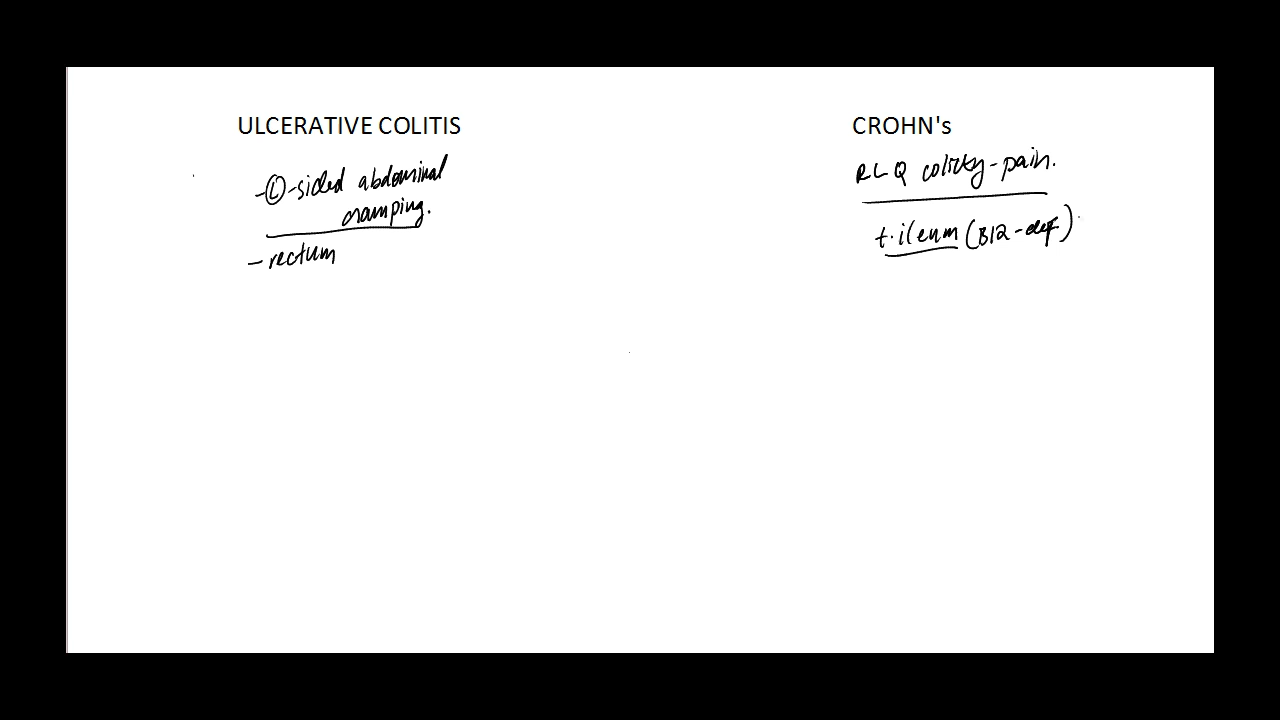 ULCERATIVE COLITIS
-Ⓛ-sided abdominal
cramping.
- rectum
CROHN's
RLQ colicky-pain.
t.ileum (B12-def)